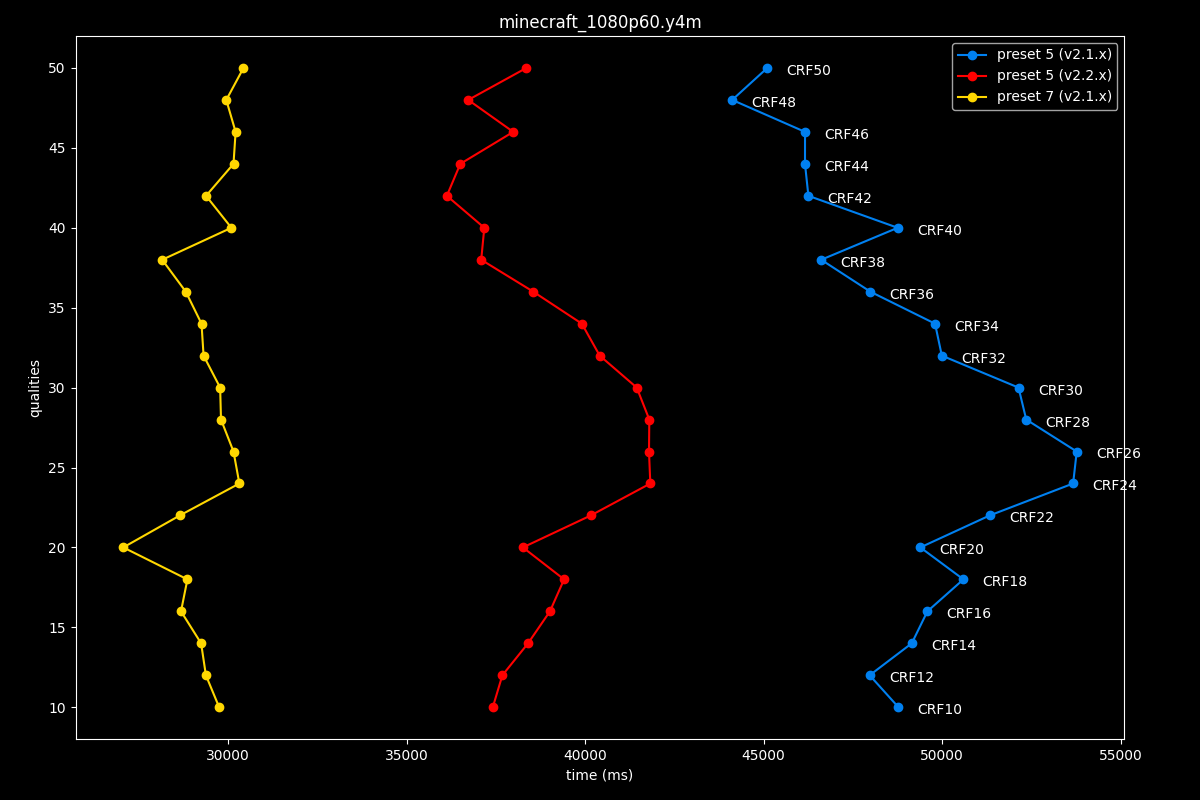 minecraft_1080p60.y4m
preset 5 (v2.1.x)
preset 5 (v2.2.x)
preset 7 (v2.1.x)
qualities
50
45
40
35
30
25
20
15
10
CRF50
CRF48
CRF46
CRF44
CRF42
CRF40
CRF38
CRF36
CRF34
CRF32
CRF30
CRF28
CRF26
CRF24
CRF22
CRF20
CRF18
CRF16
CRF14
CRF12
CRF10
30000 35000 40000 45000 50000 55000
time (ms)